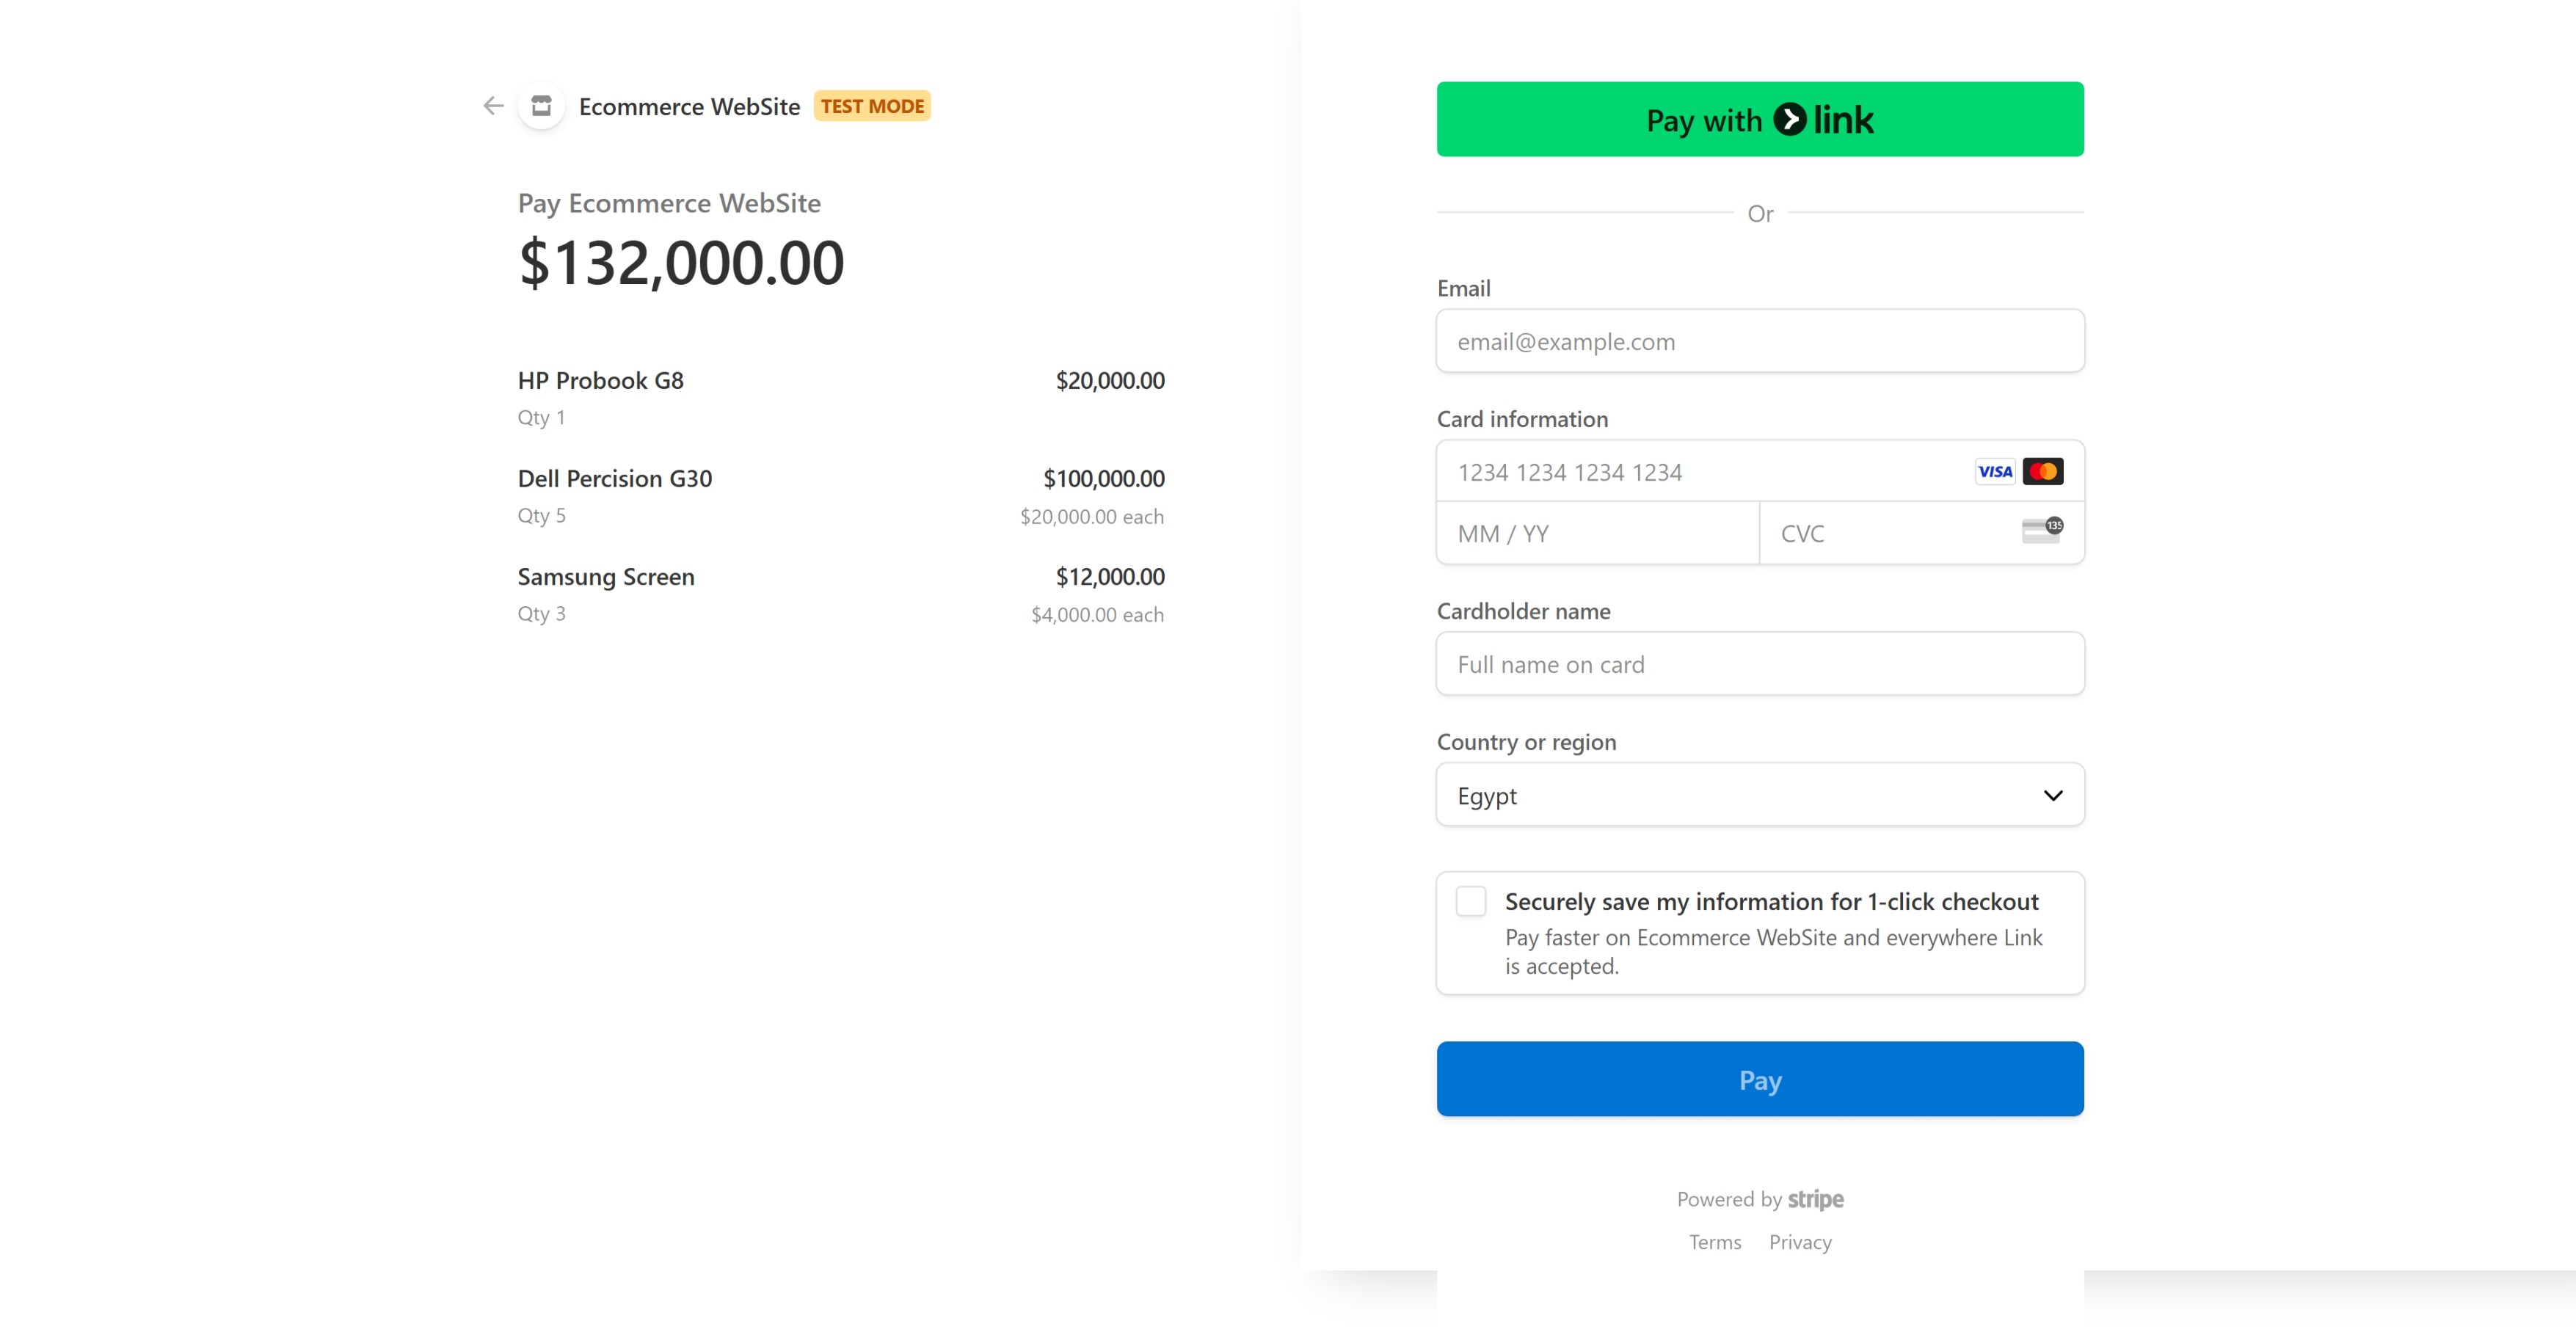 Ecommerce WebSite TEST MODE
Pay Ecommerce WebSite
$132,000.00
HP Probook G8 $20,000.00
Qty 1
Dell Percision G30 $100,000.00
Qty 5 $20,000.00 each
Samsung Screen $12,000.00
Qty 3 $4,000.00 each
Pay with link
Or
Email
email@example.com
Card information
1234 1234 1234 1234 VISA
MM / YY CVC 135
Cardholder name
Full name on card
Country or region
Egypt
Securely save my information for 1-click checkout
Pay faster on Ecommerce WebSite and everywhere Link
is accepted.
Pay
Powered by stripe
Terms Privacy